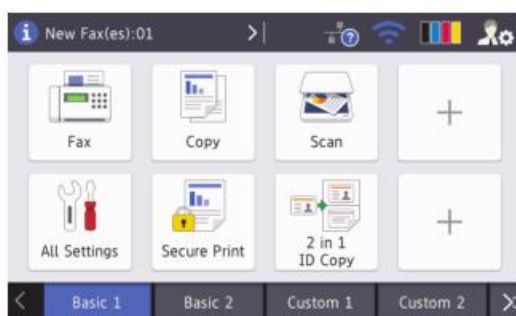 New Fax(es):01
Fax
Copy
Scan
All Settings
Secure Print
2 in 1
ID Copy
Basic 1
Basic 2
Custom 1
Custom 2